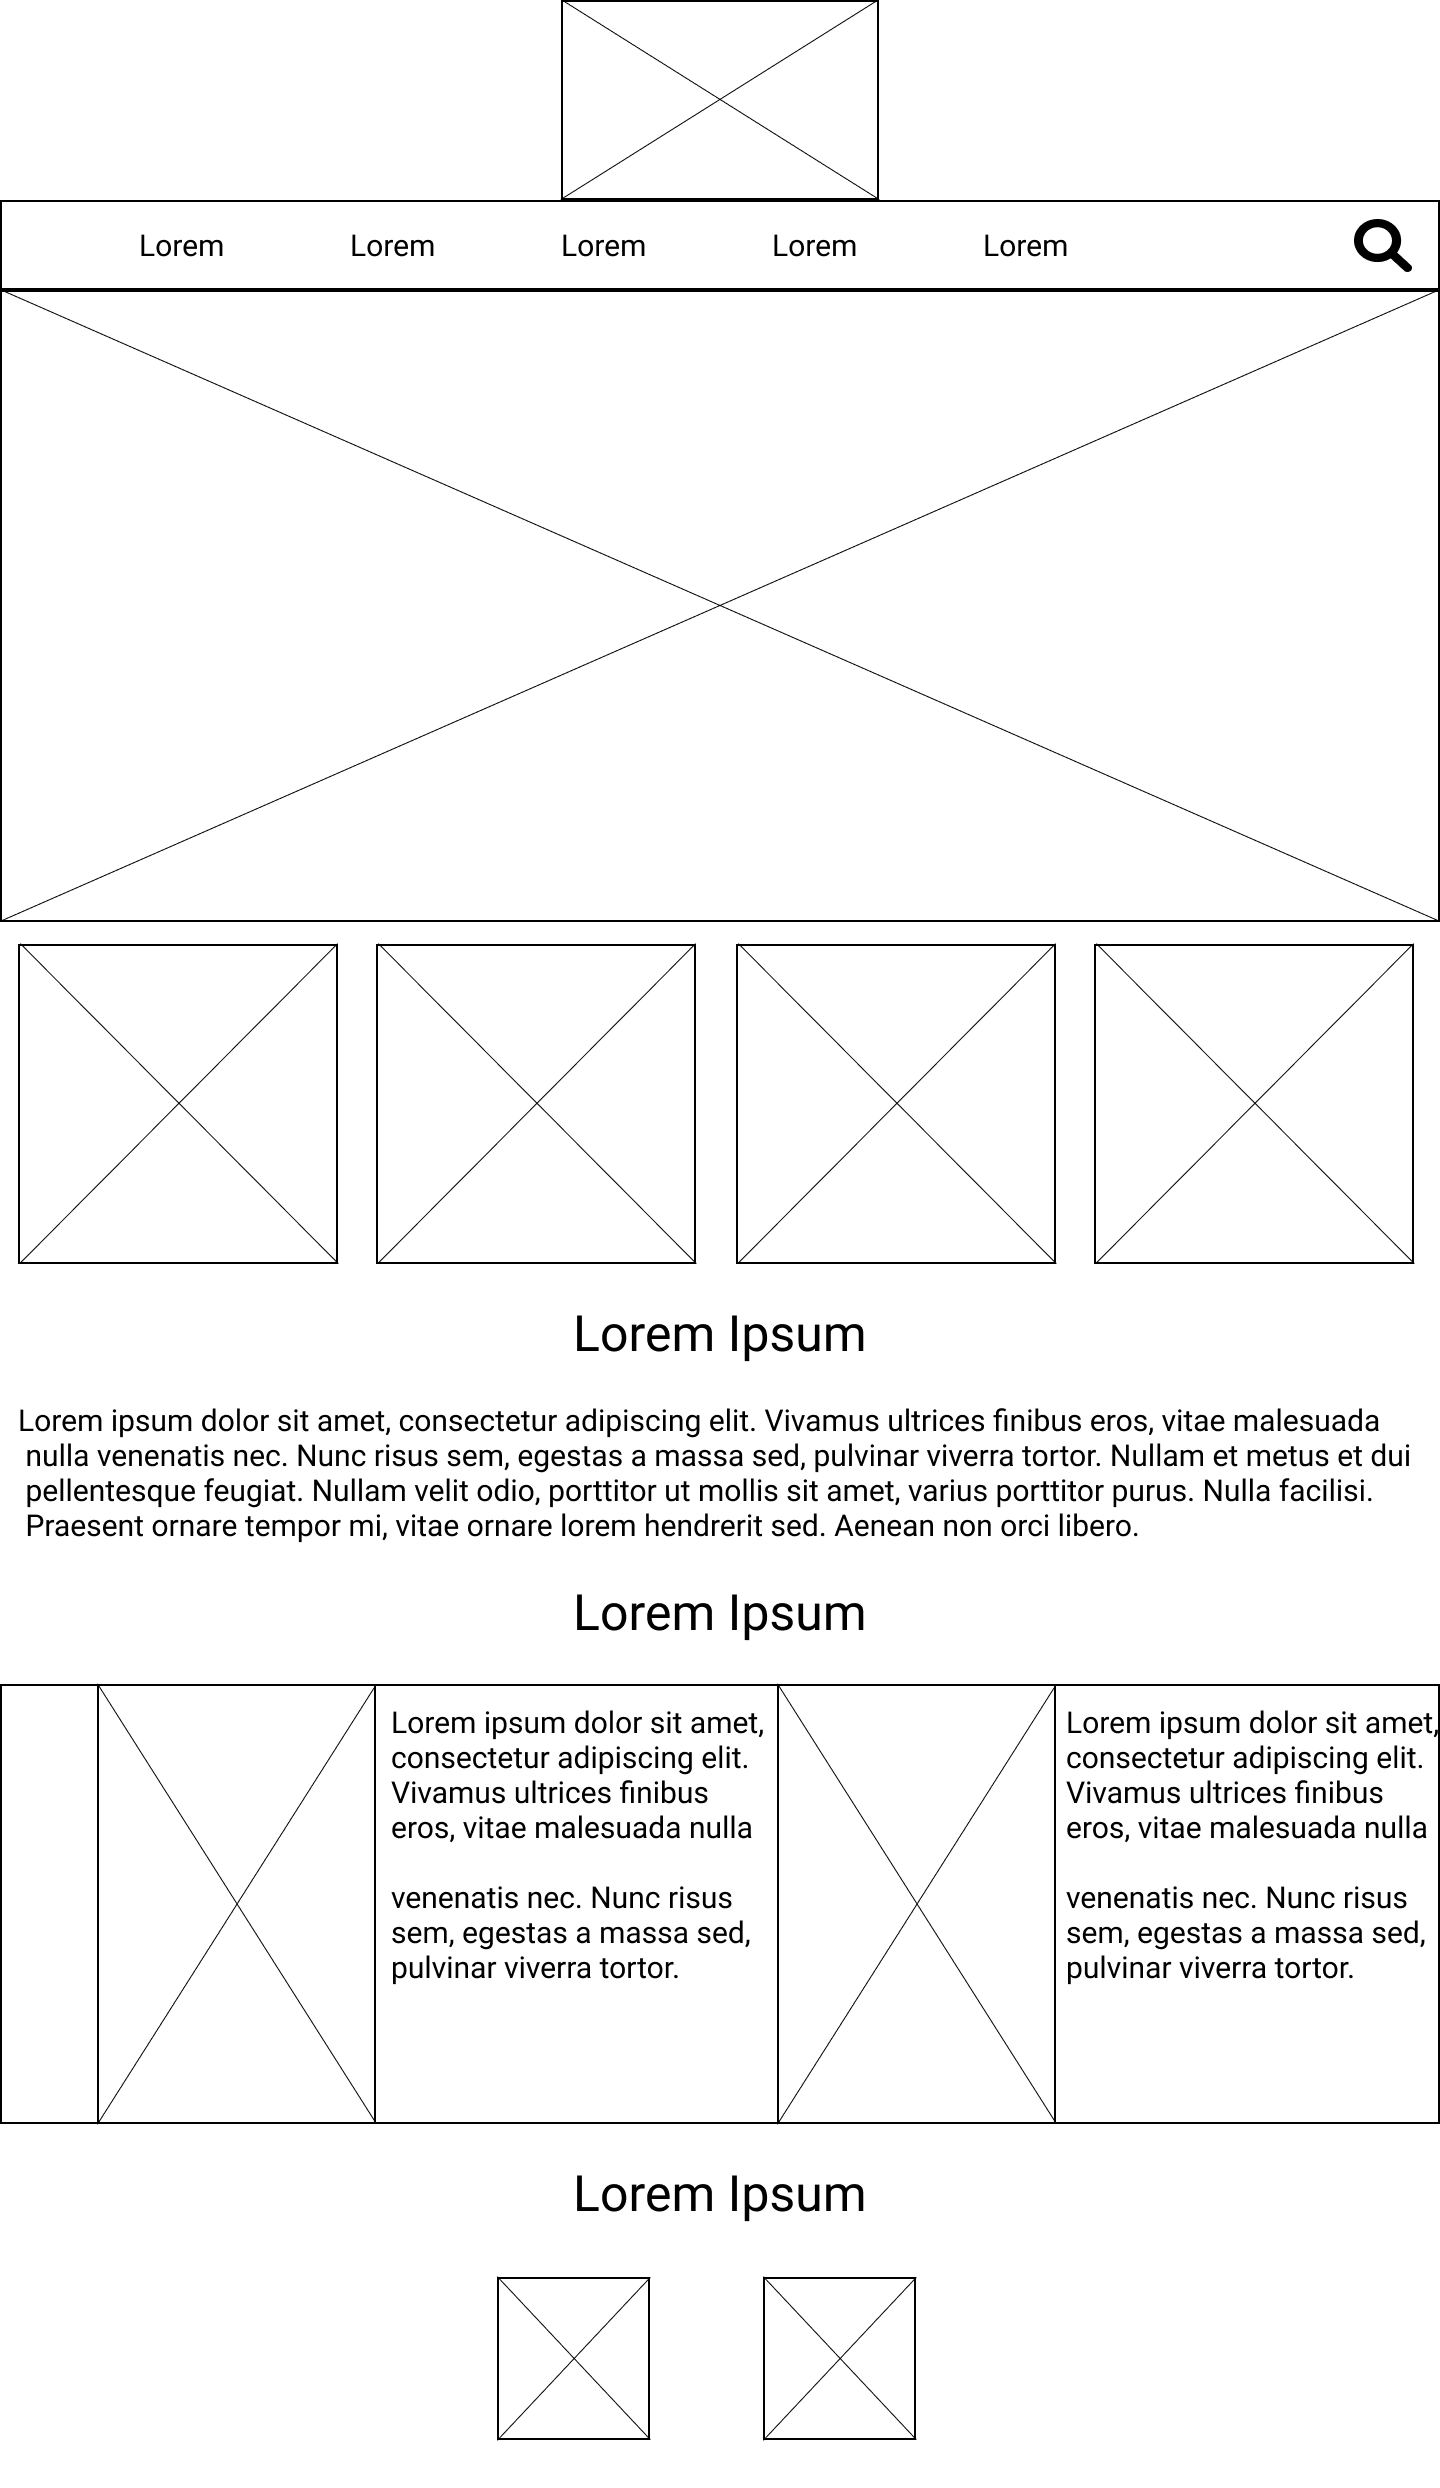 Lorem Lorem Lorem Lorem Lorem
Lorem Ipsum
Lorem ipsum dolor sit amet, consectetur adipiscing elit. Vivamus ultrices finibus eros, vitae malesuada
nulla venenatis nec. Nunc risus sem, egestas a massa sed, pulvinar viverra tortor. Nullam et metus et dui
pellentesque feugiat. Nullam velit odio, porttitor ut mollis sit amet, varius porttitor purus. Nulla facilisi.
Praesent ornare tempor mi, vitae ornare lorem hendrerit sed. Aenean non orci libero.
Lorem Ipsum
Lorem ipsum dolor sit amet,
consectetur adipiscing elit.
Vivamus ultrices finibus
eros, vitae malesuada nulla
venenatis nec. Nunc risus
sem, egestas a massa sed,
pulvinar viverra tortor.
Lorem ipsum dolor sit amet,
consectetur adipiscing elit.
Vivamus ultrices finibus
eros, vitae malesuada nulla
venenatis nec. Nunc risus
sem, egestas a massa sed,
pulvinar viverra tortor.
Lorem Ipsum